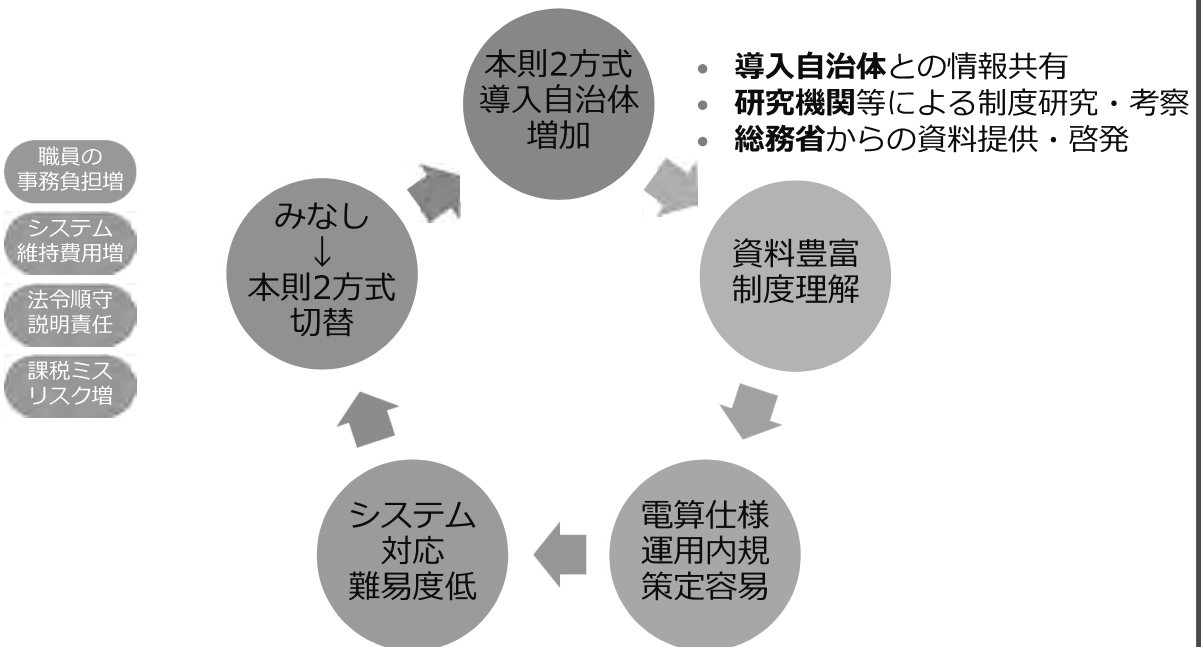 本則2方式
導入自治体
増加
• 導入自治体との情報共有
• 研究機関等による制度研究・考察
• 総務省からの資料提供・啓発
資料豊富
制度理解
電算仕様
運用内規
策定容易
システム
対応
難易度低
みなし
↓
本則2方式
切替
職員の
事務負担増
システム
維持費用増
法令順守
説明責任
課税ミス
リスク増